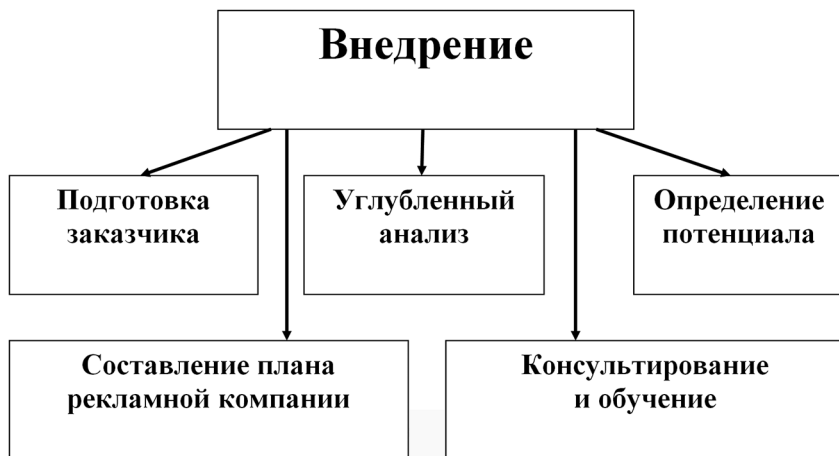 Внедрение
Подготовка
заказчика
Углубленный
анализ
Определение
потенциала
Составление плана
рекламной компании
Консультирование
и обучение